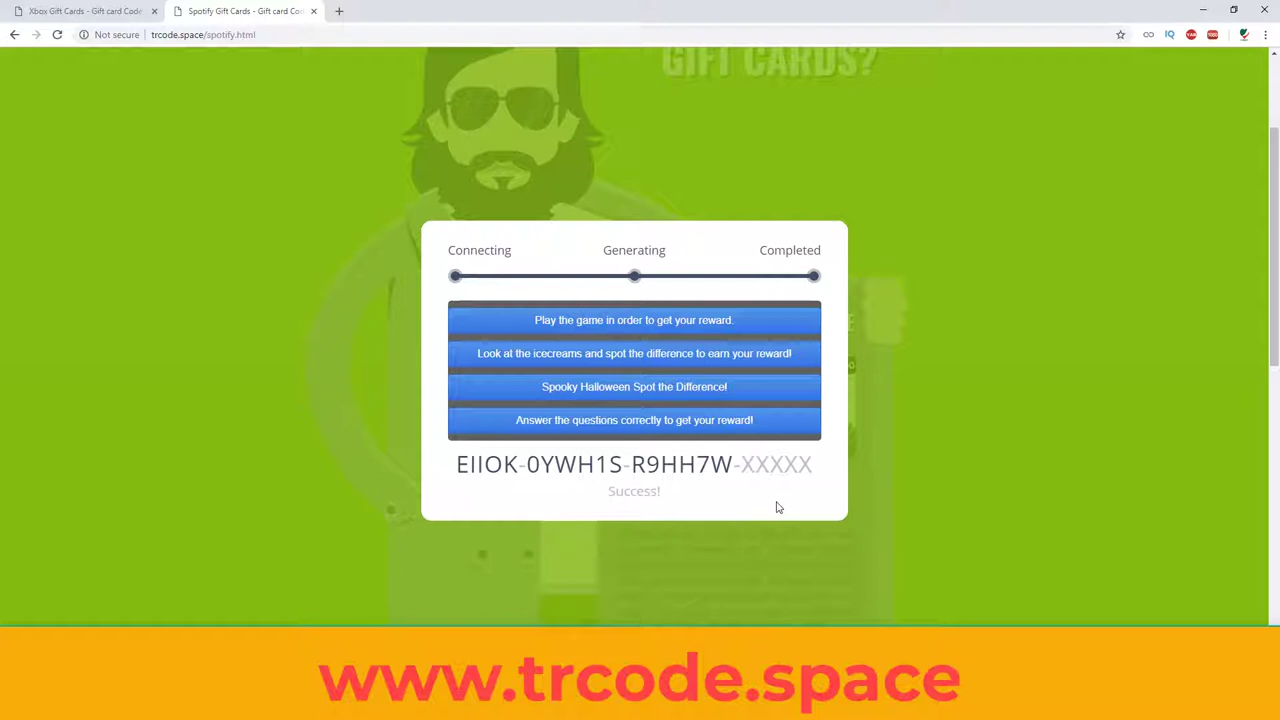 Xbox Gift Cards - Gift card Code
Spotify Gift Cards - Gift card Cod
Not secure
trcode.space/spotify.html
GIFT CARDS?
Connecting
Generating
Completed
Play the game in order to get your reward.
Look at the icecreams and spot the difference to earn your reward!
Spooky Halloween Spot the Difference!
Answer the questions correctly to get your reward!
EIIOK-0YWH1S-R9HH7W-XXXXX
Success!
www.trcode.space